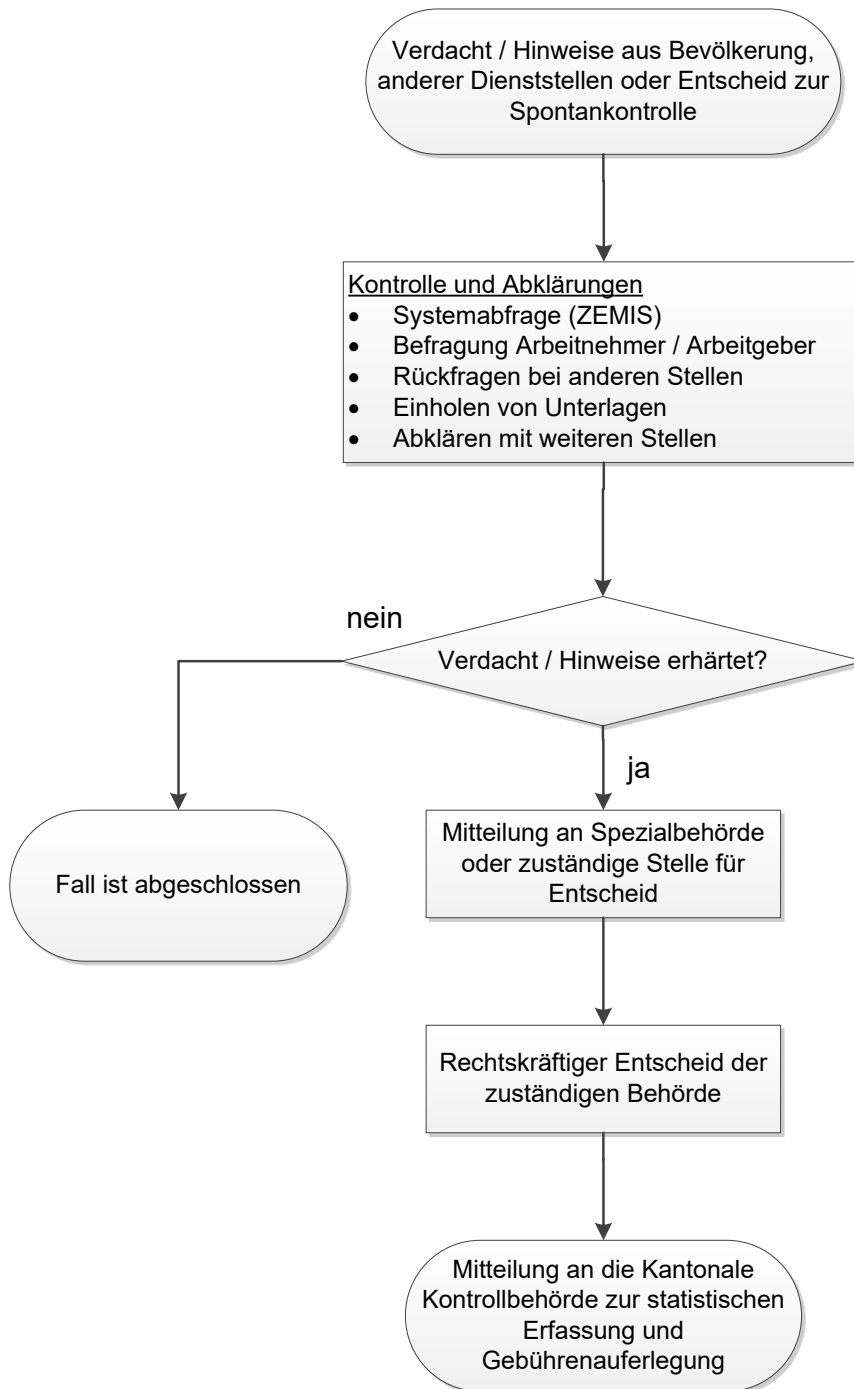 Verdacht / Hinweise aus Bevölkerung,
anderer Dienststellen oder Entscheid zur
Spontankontrolle
Kontrolle und Abklärungen
• Systemabfrage (ZEMIS)
• Befragung Arbeitnehmer / Arbeitgeber
• Rückfragen bei anderen Stellen
• Einholen von Unterlagen
• Abklären mit weiteren Stellen
nein
Verdacht / Hinweise erhärtet?
ja
Mitteilung an Spezialbehörde
oder zuständige Stelle für
Entscheid
Fall ist abgeschlossen
Rechtskräftiger Entscheid der
zuständigen Behörde
Mitteilung an die Kantonale
Kontrollbehörde zur statistischen
Erfassung und
Gebührenauferlegung